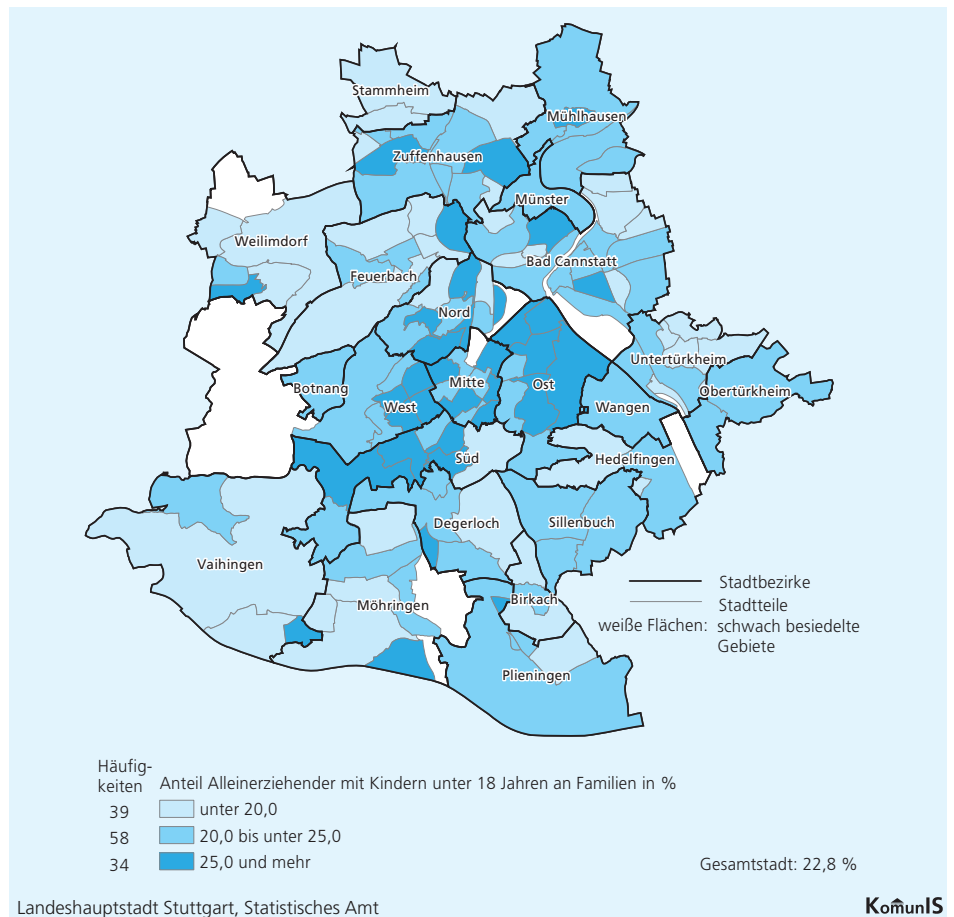 Stammheim
Mühlhausen
Zuffenhausen
Münster
Weilimdorf
Bad Cannstatt
Feuerbach
Nord
Untertürkheim
Botnang
Mitte
Ost
Obertürkheim
West
Wangen
Süd
Hedelfingen
Degerloch
Sillenbuch
Vaihingen
Möhringen
Birkach
Plieningen
Stadtbezirke
Stadtteile
weiße Flächen: schwach besiedelte
Gebiete
Häufig-
keiten
Anteil Alleinerziehender mit Kindern unter 18 Jahren an Familien in %
39 unter 20,0
58 20,0 bis unter 25,0
34 25,0 und mehr
Gesamtstadt: 22,8 %
Landeshauptstadt Stuttgart, Statistisches Amt
KomunIS